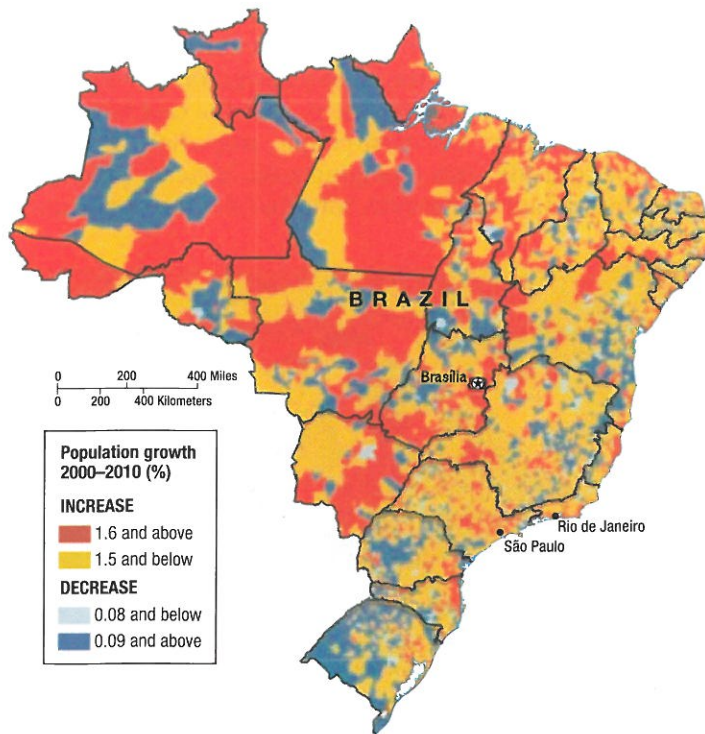 BRAZIL
Brasília
0 200 400 Miles
0 200 400 Kilometers
Population growth
2000–2010 (%)
INCREASE
1.6 and above
1.5 and below
DECREASE
0.08 and below
0.09 and above
Rio de Janeiro
São Paulo